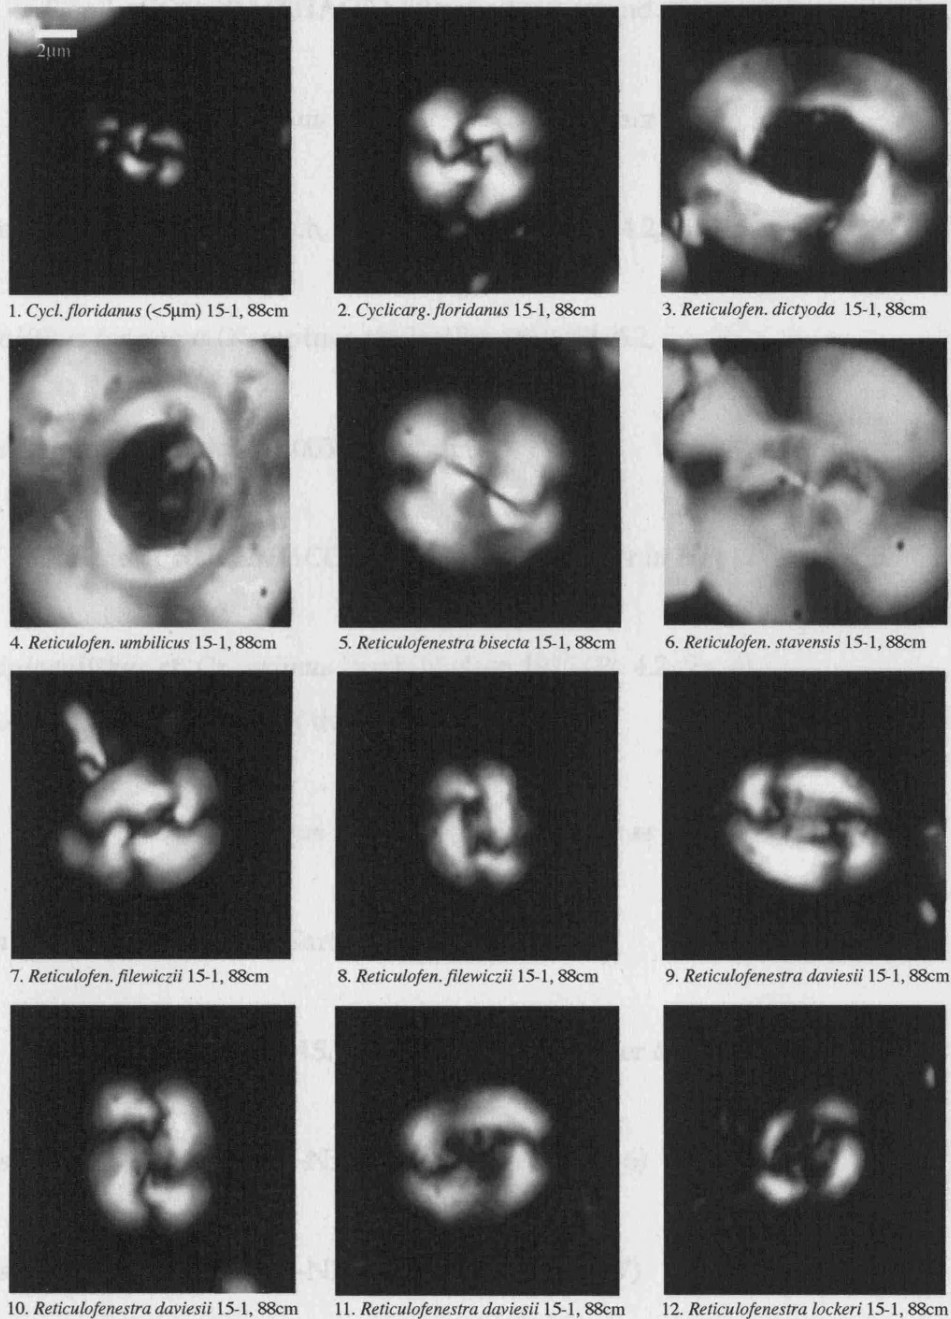 2µm
1. Cycl. floridanus (<5µm) 15-1, 88cm
2. Cyclicarg. floridanus 15-1, 88cm
3. Reticulofen. dictyoda 15-1, 88cm
4. Reticulofen. umbilicus 15-1, 88cm
5. Reticulofenestra bisecta 15-1, 88cm
6. Reticulofen. stavensis 15-1, 88cm
7. Reticulofen. filewiczii 15-1, 88cm
8. Reticulofen. filewiczii 15-1, 88cm
9. Reticulofenestra daviesii 15-1, 88cm
10. Reticulofenestra daviesii 15-1, 88cm
11. Reticulofenestra daviesii 15-1, 88cm
12. Reticulofenestra lockeri 15-1, 88cm